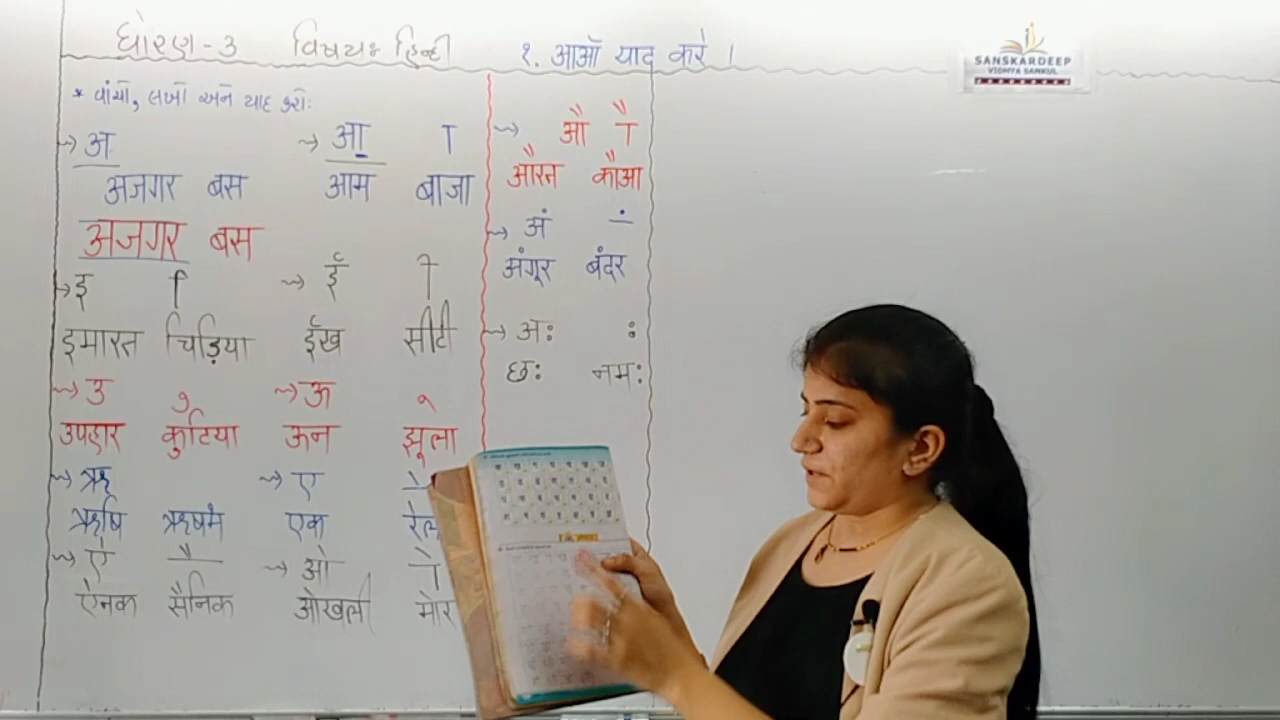 ધોરણ - ૩ વિષયઃ હિન્દી १. आओॅ याद करे ।
SANSKARDEEP
VIDHYA SANKUL
* વાંચો, લખો અને યાદ કરોઃ
→ अ → आ ा
अजगर बस आम बाजा
अजगर बस
→ इ ि → ई ी
इमारत चिड़िया ईख सीटी
→ उ ु → ऊ ू
उपहार कुटिया ऊन झूला
→ ऋ → ए े
ऋषि ऋषभ एक रेल
→ ऐ ै → ओ ो
ऐनक सैनिक ओखली मोर
→ औ ौ
औरत कौआ
→ अं ं
अंगूर बंदर
→ अः ः
छः नमः